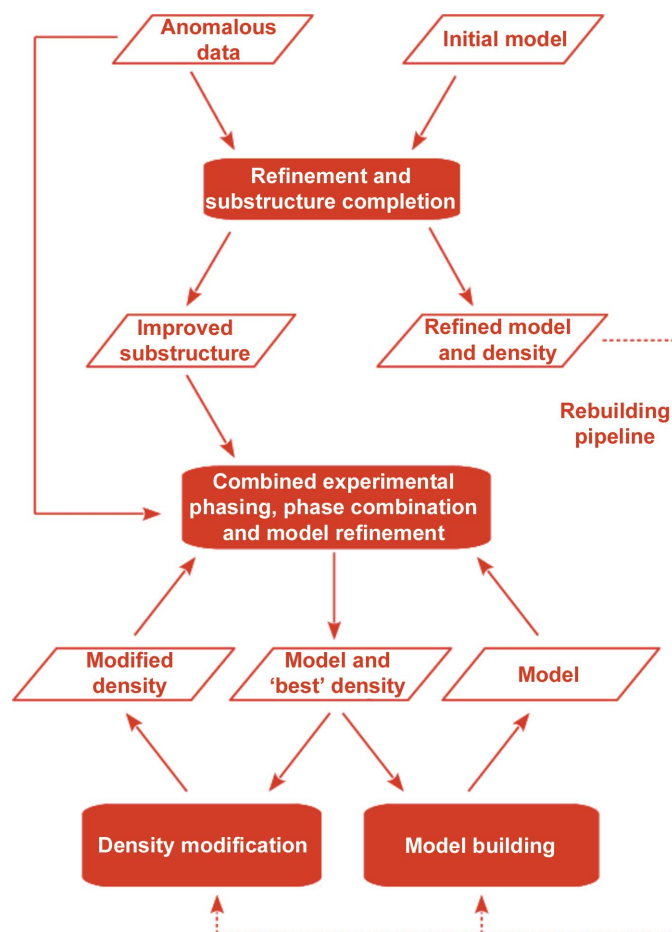 Anomalous
data
Initial model
Refinement and
substructure completion
Improved
substructure
Refined model
and density
Rebuilding
pipeline
Combined experimental
phasing, phase combination
and model refinement
Modified
density
Model and
‘best’ density
Model
Density modification
Model building